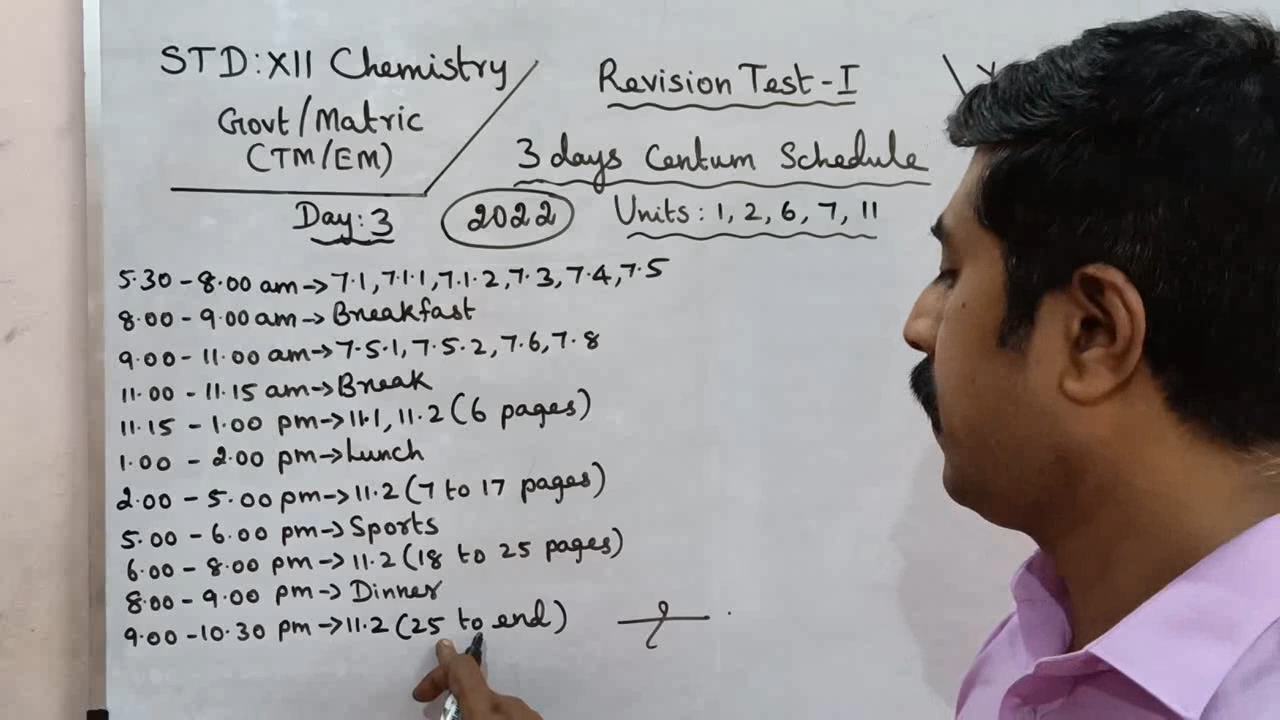 STD:XII Chemistry
Govt/Matric
(TM/EM)
Revision Test-I
3 days Centum Schedule
Day:3
2022
Units: 1, 2, 6, 7, 11
5.30 - 8.00 am → 7.1, 7.1.1, 7.1.2, 7.3, 7.4, 7.5
8.00 - 9.00 am → Breakfast
9.00 - 11.00 am → 7.5.1, 7.5.2, 7.6, 7.8
11.00 - 11.15 am → Break
11.15 - 1.00 pm → 11.1, 11.2 (6 pages)
1.00 - 2.00 pm → Lunch
2.00 - 5.00 pm → 11.2 (7 to 17 pages)
5.00 - 6.00 pm → Sports
6.00 - 8.00 pm → 11.2 (18 to 25 pages)
8.00 - 9.00 pm → Dinner
9.00 - 10.30 pm → 11.2 (25 to end)